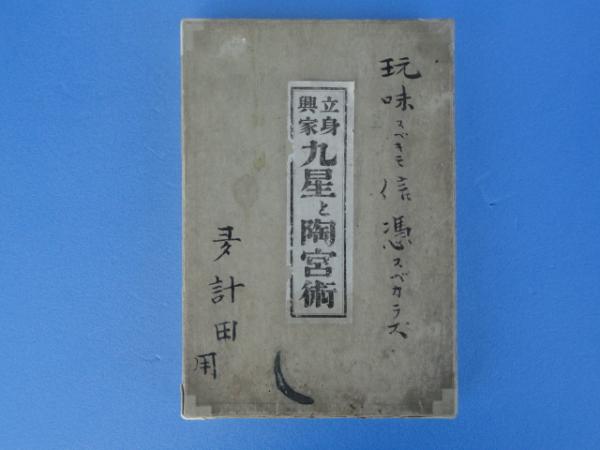 玩味スベキモ信憑スベカラズ
立身
興家
九星と陶宮術
計田用